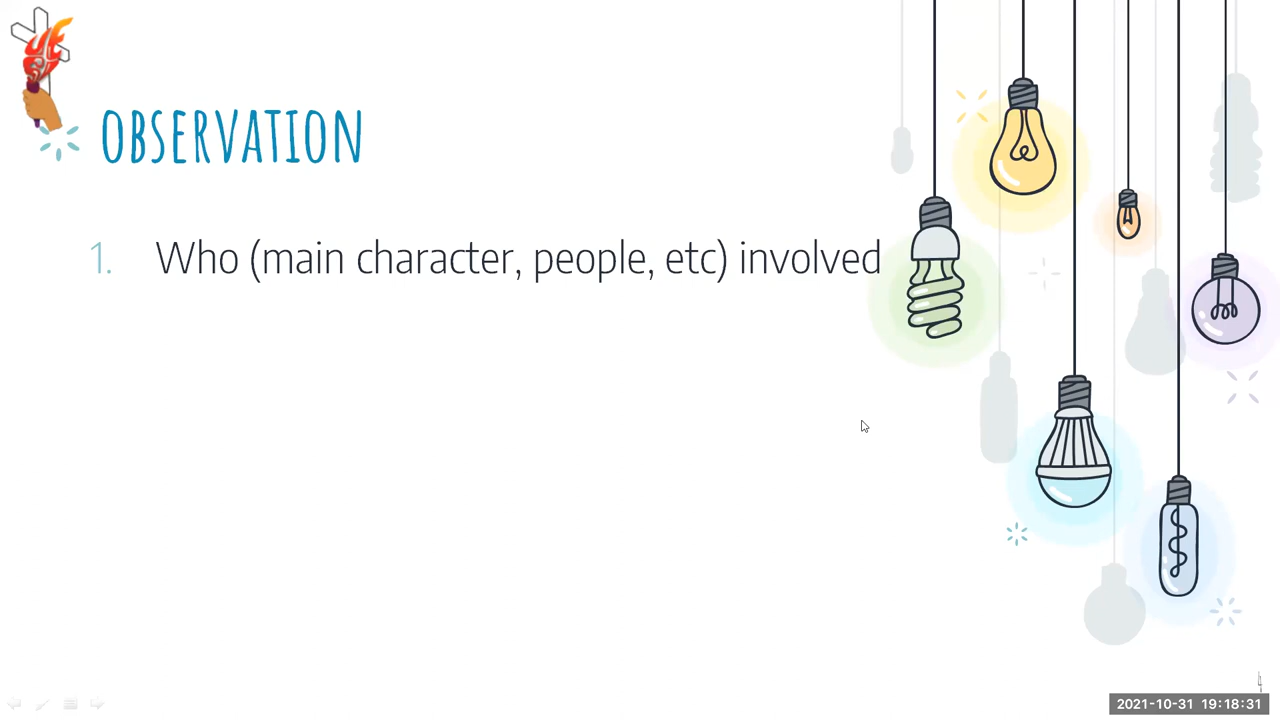 OBSERVATION
1. Who (main character, people, etc) involved
2021-10-31 19:18:31